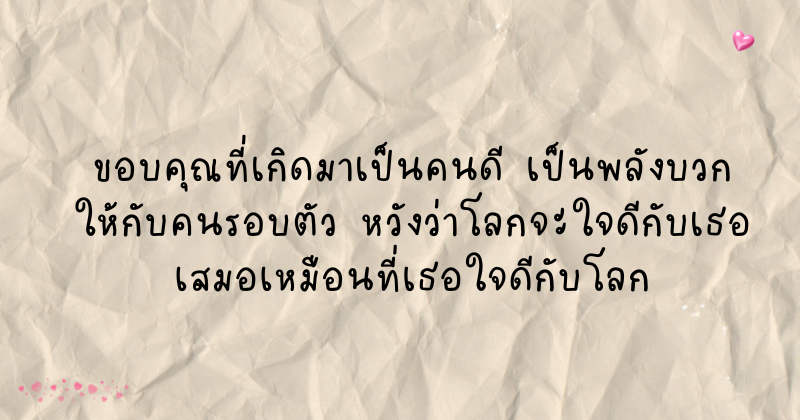 ขอบคุณที่เกิดมาเป็นคนดี เป็นพลังบวก
ให้กับคนรอบตัว หวังว่าโลกจะใจดีกับเธอ
เสมอเหมือนที่เธอใจดีกับโลก